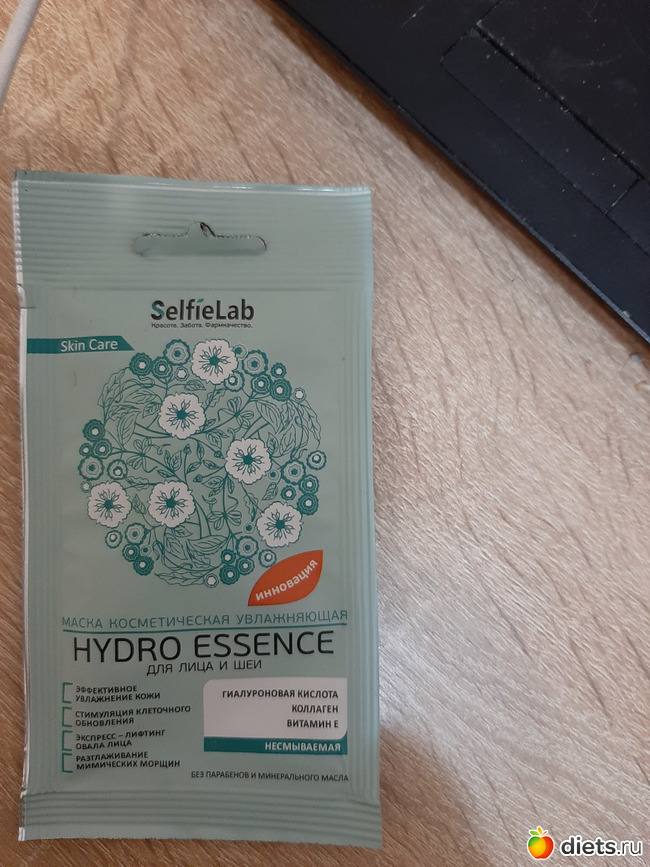 SelfieLab
Красота. Забота. Фармкачество.
Skin Care
инновация
МАСКА КОСМЕТИЧЕСКАЯ УВЛАЖНЯЮЩАЯ
HYDRO ESSENCE
ДЛЯ ЛИЦА И ШЕИ
ЭФФЕКТИВНОЕ
УВЛАЖНЕНИЕ КОЖИ
СТИМУЛЯЦИЯ КЛЕТОЧНОГО
ОБНОВЛЕНИЯ
ЭКСПРЕСС – ЛИФТИНГ
ОВАЛА ЛИЦА
РАЗГЛАЖИВАНИЕ
МИМИЧЕСКИХ МОРЩИН
ГИАЛУРОНОВАЯ КИСЛОТА
КОЛЛАГЕН
ВИТАМИН Е
НЕСМЫВАЕМАЯ
БЕЗ ПАРАБЕНОВ И МИНЕРАЛЬНОГО МАСЛА
diets.ru